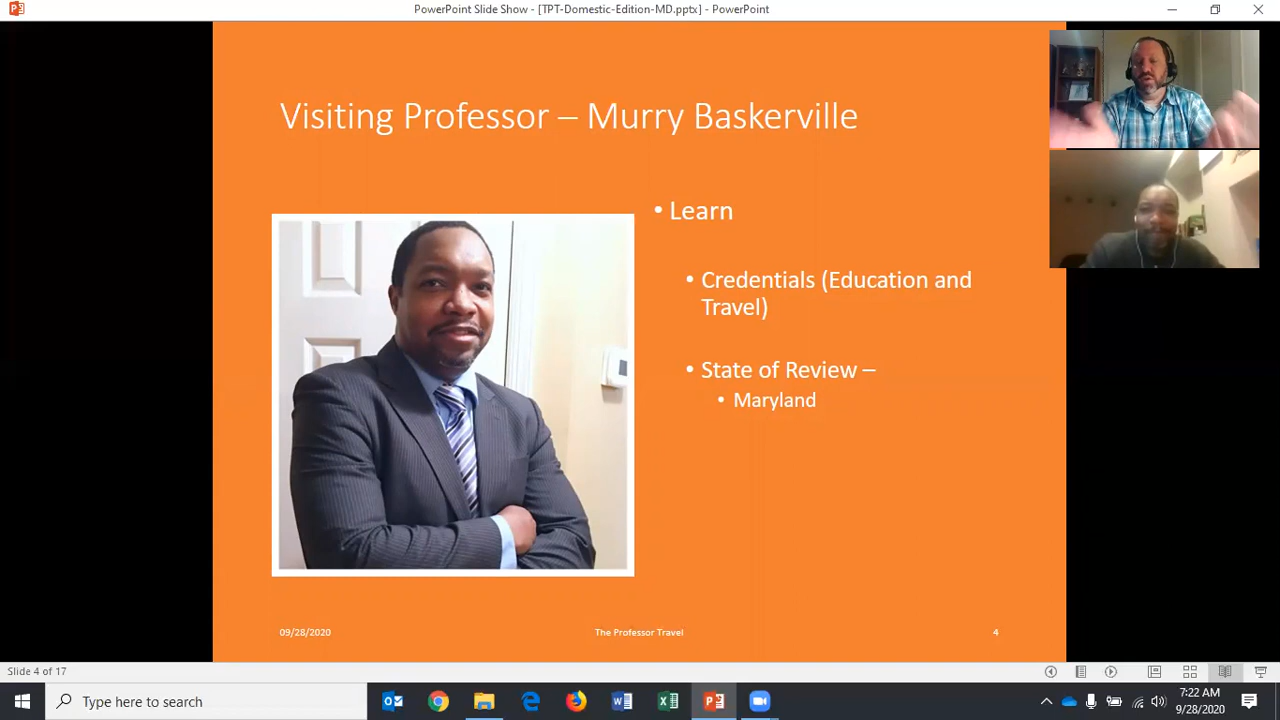 PowerPoint Slide Show - [TPT-Domestic-Edition-MD.pptx] - PowerPoint
Visiting Professor – Murry Baskerville
• Learn
• Credentials (Education and
Travel)
• State of Review –
• Maryland
09/28/2020
The Professor Travel
4
Slide 4 of 17
Type here to search
7:22 AM
9/28/2020